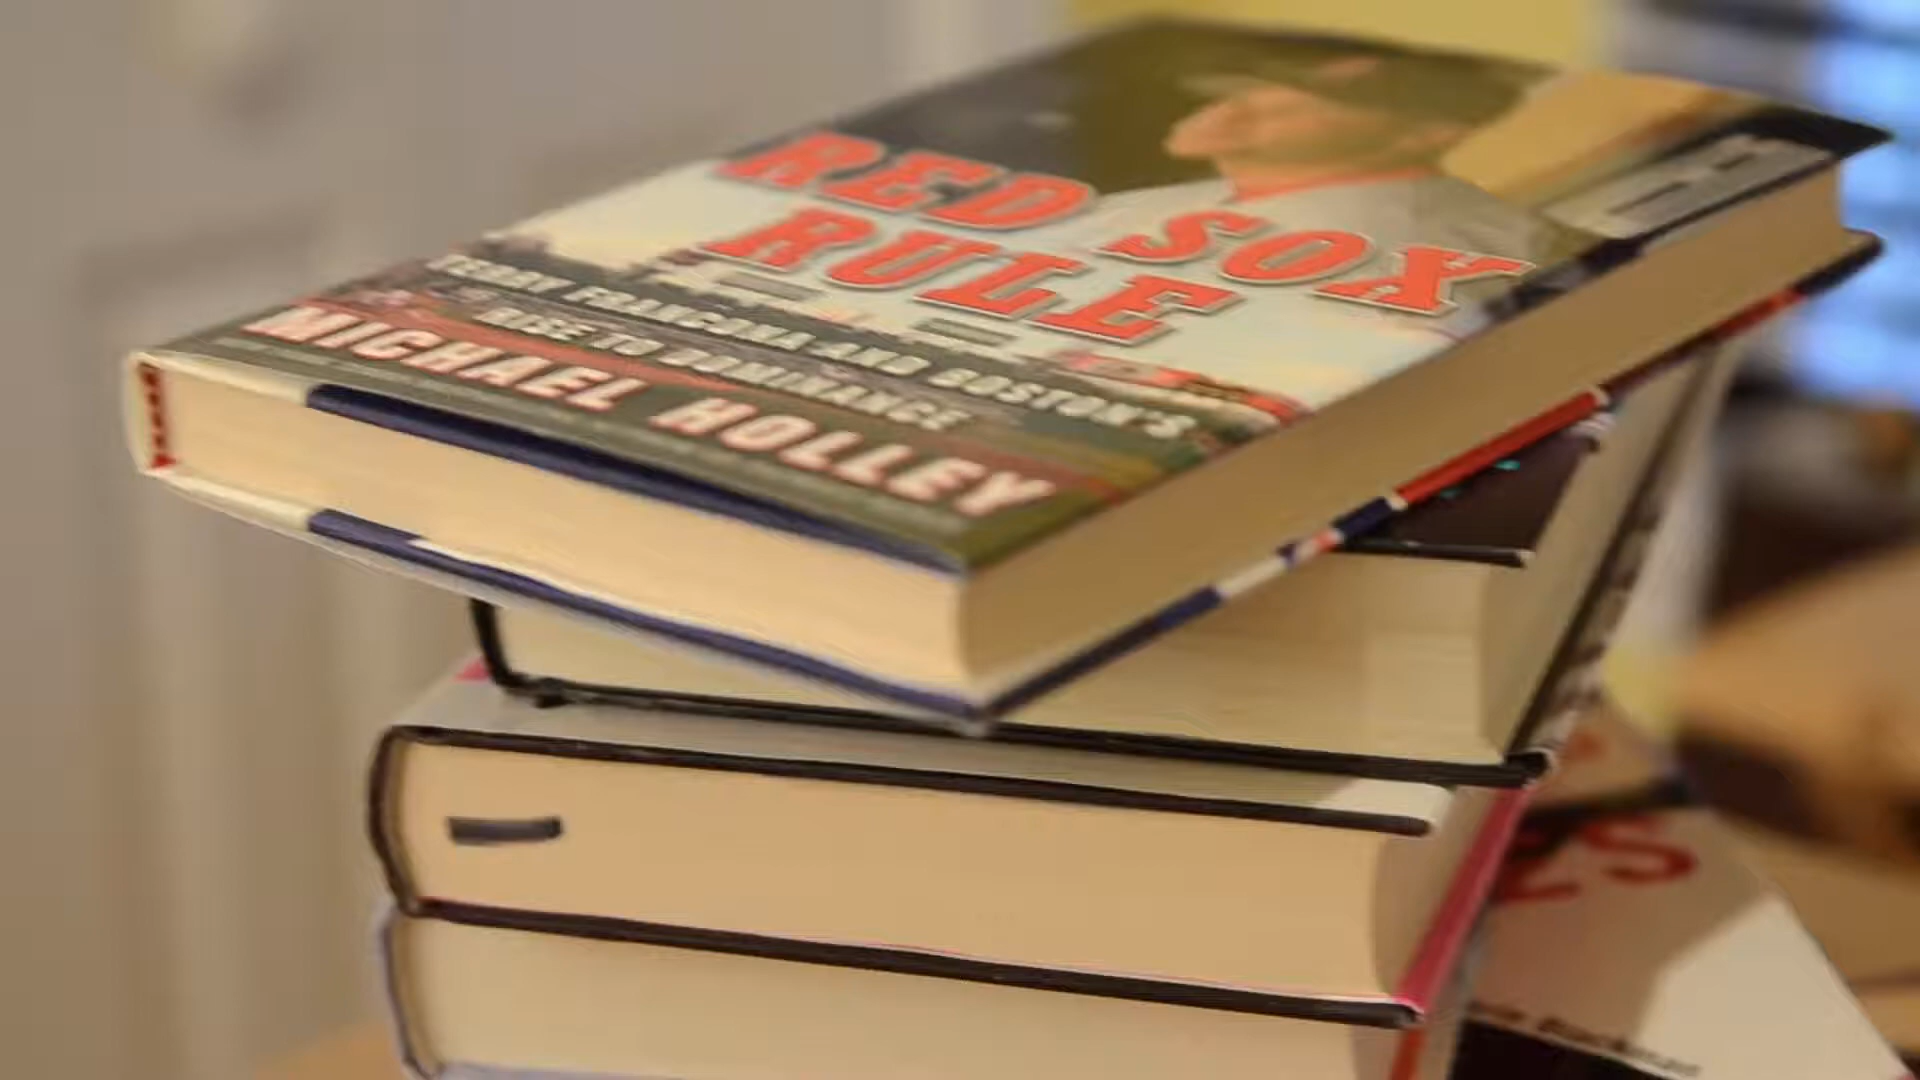 RED SOX
RULE
TERRY FRANCONA AND BOSTON'S
RISE TO DOMINANCE
MICHAEL HOLLEY